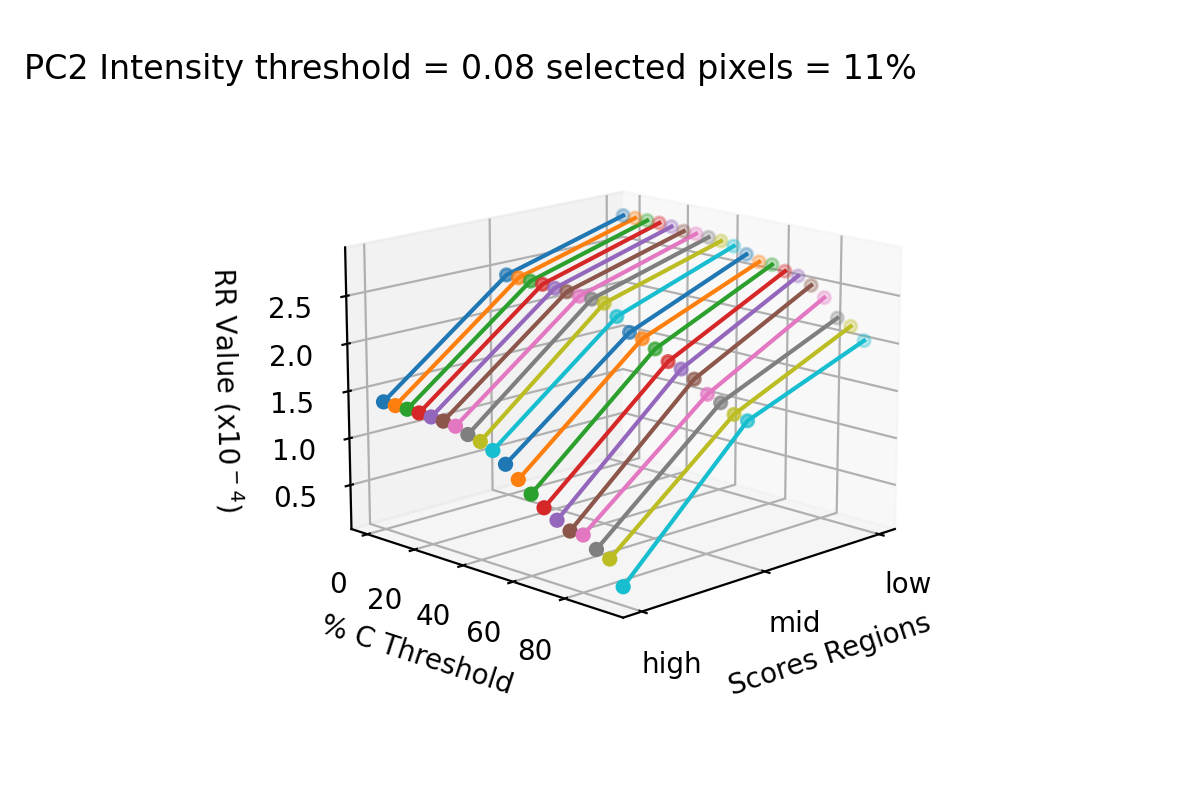 PC2 Intensity threshold = 0.08 selected pixels = 11%
RR Value (x10⁻⁴)
2.5
2.0
1.5
1.0
0.5
0
20
40
60
80
% C Threshold
low
mid
high
Scores Regions